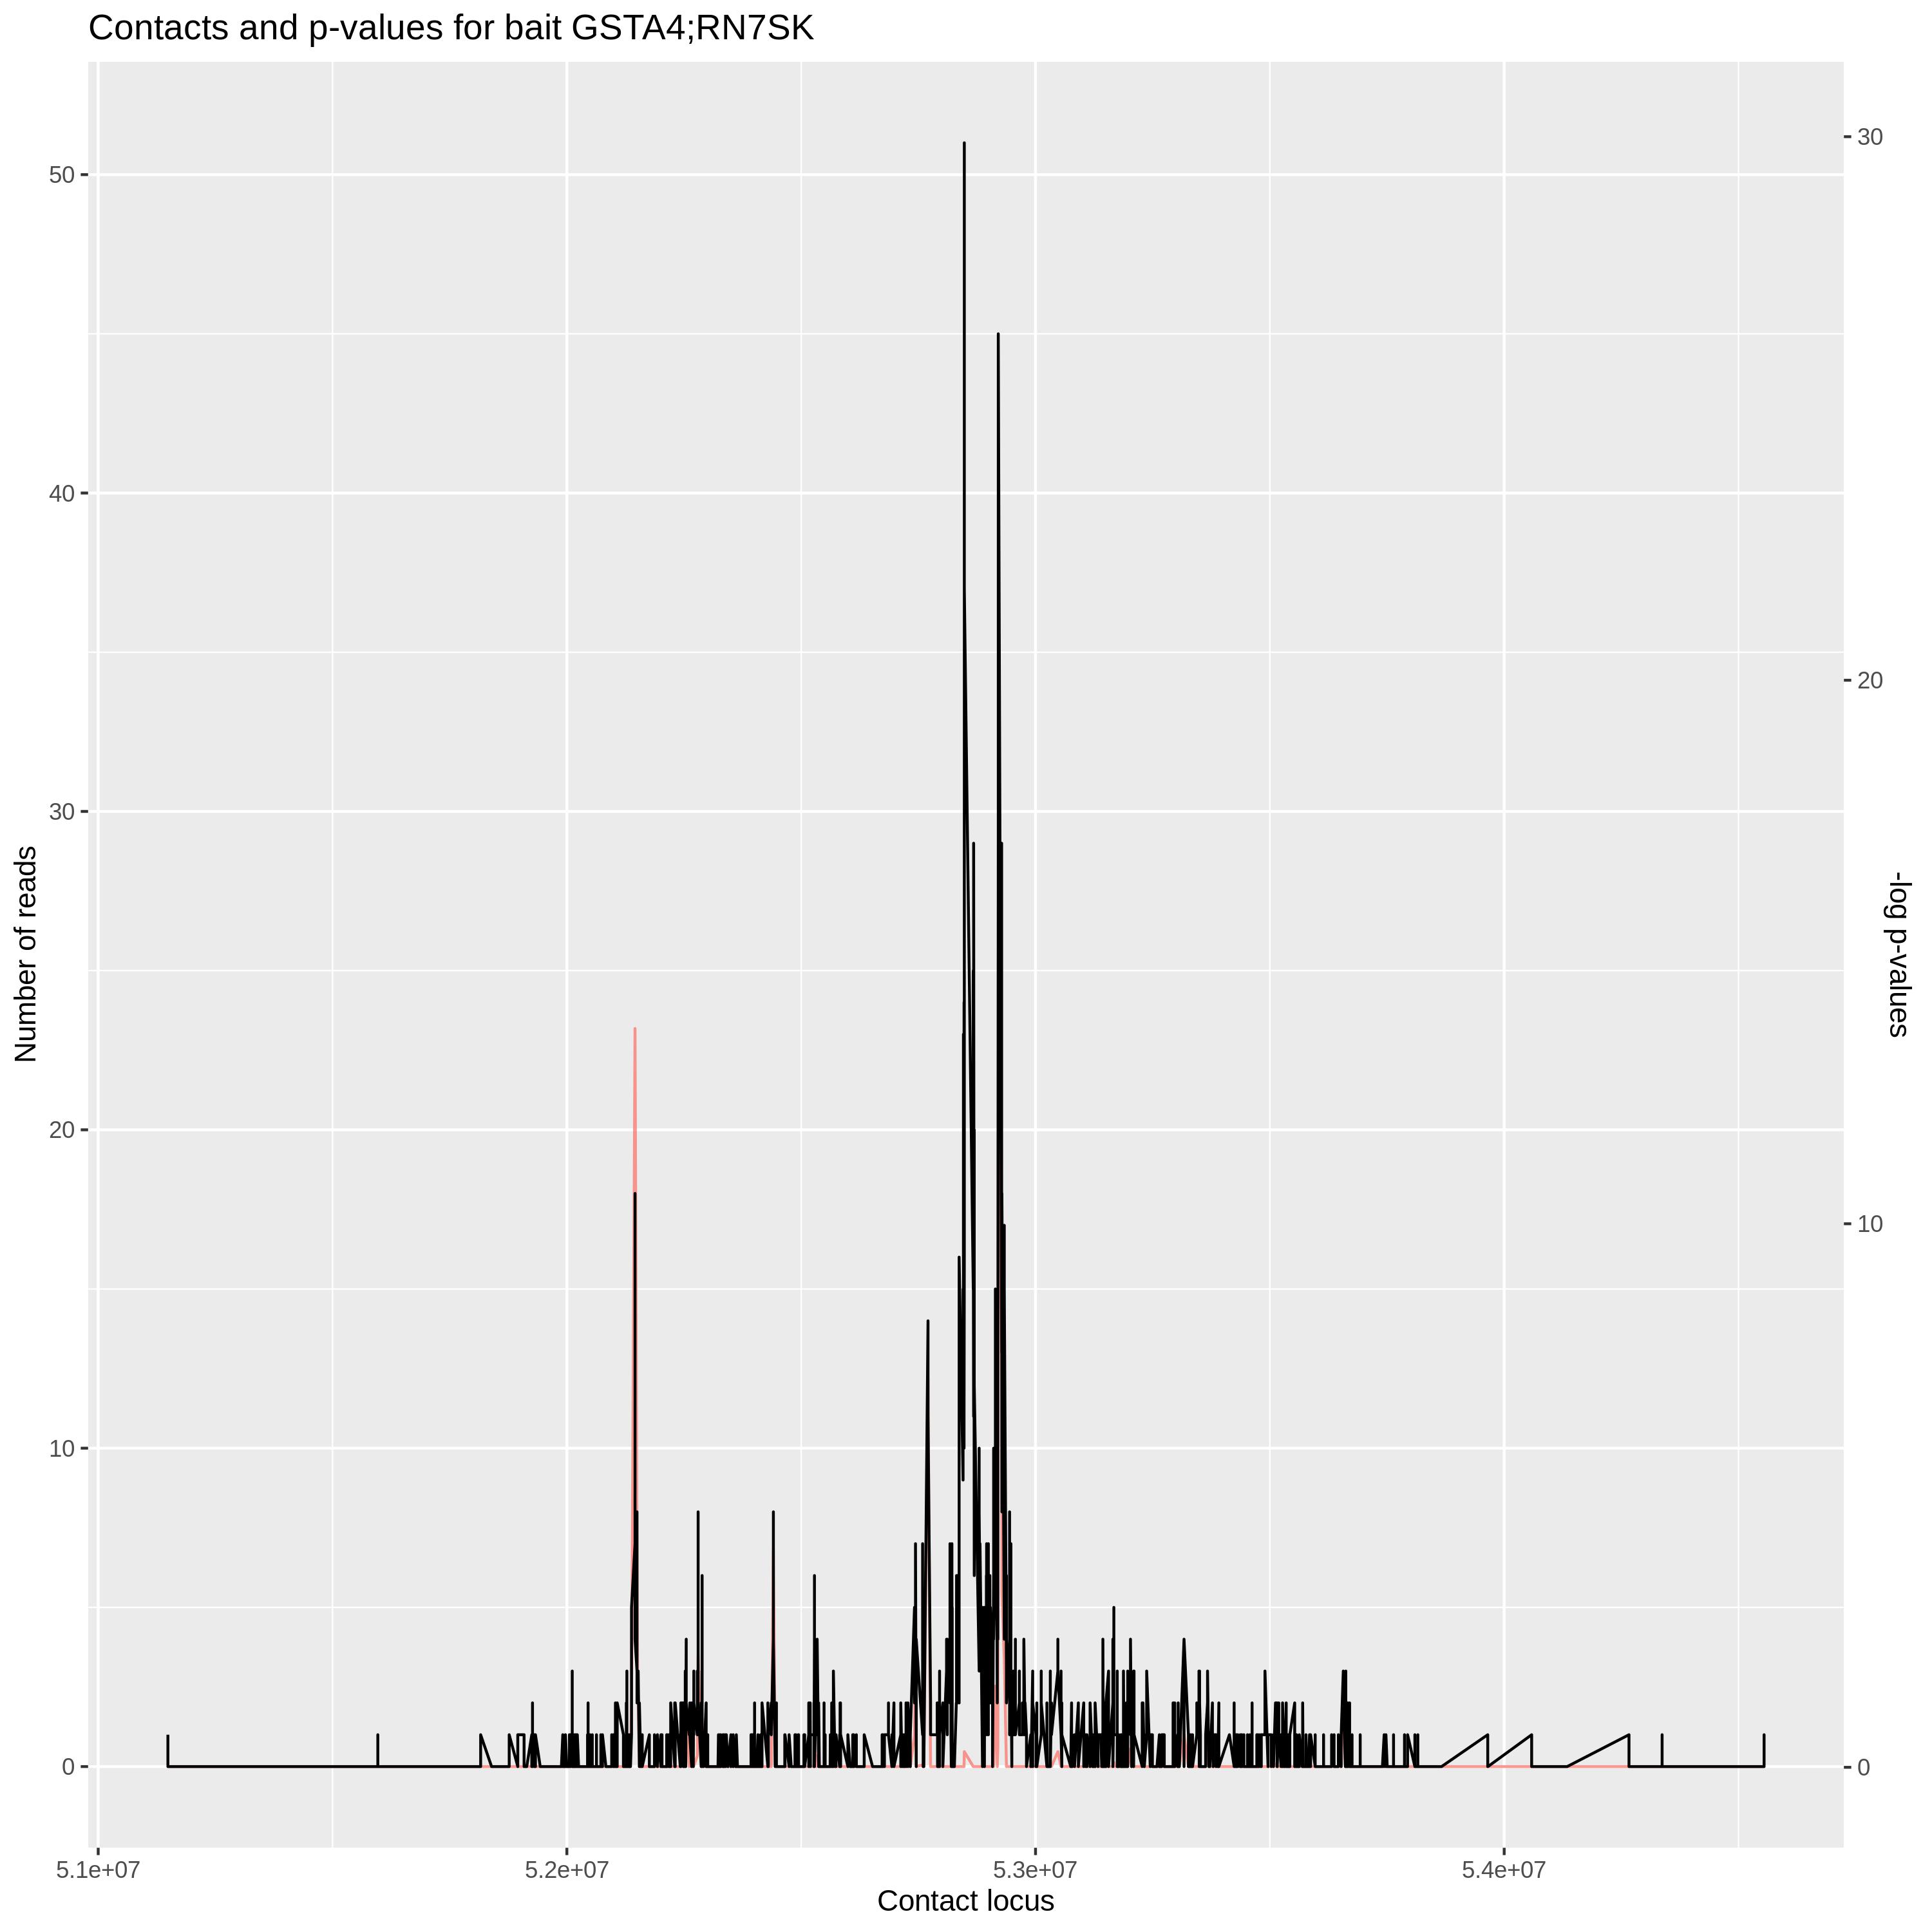 Contacts and p-values for bait GSTA4;RN7SK
50
40
30
20
10
0
Number of reads
30
20
10
0
-log p-values
5.1e+07
5.2e+07
5.3e+07
5.4e+07
Contact locus